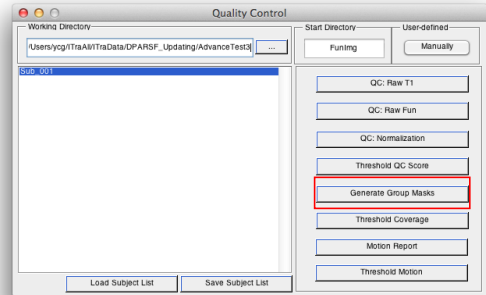 Quality Control
Working Directory
/Users/ycg/ITraAll/ITraData/DPARSF_Updating/AdvanceTest3
...
Start Directory
FunImg
User-defined
Manually
Sub_001
QC: Raw T1
QC: Raw Fun
QC: Normalization
Threshold QC Score
Generate Group Masks
Threshold Coverage
Motion Report
Threshold Motion
Load Subject List
Save Subject List